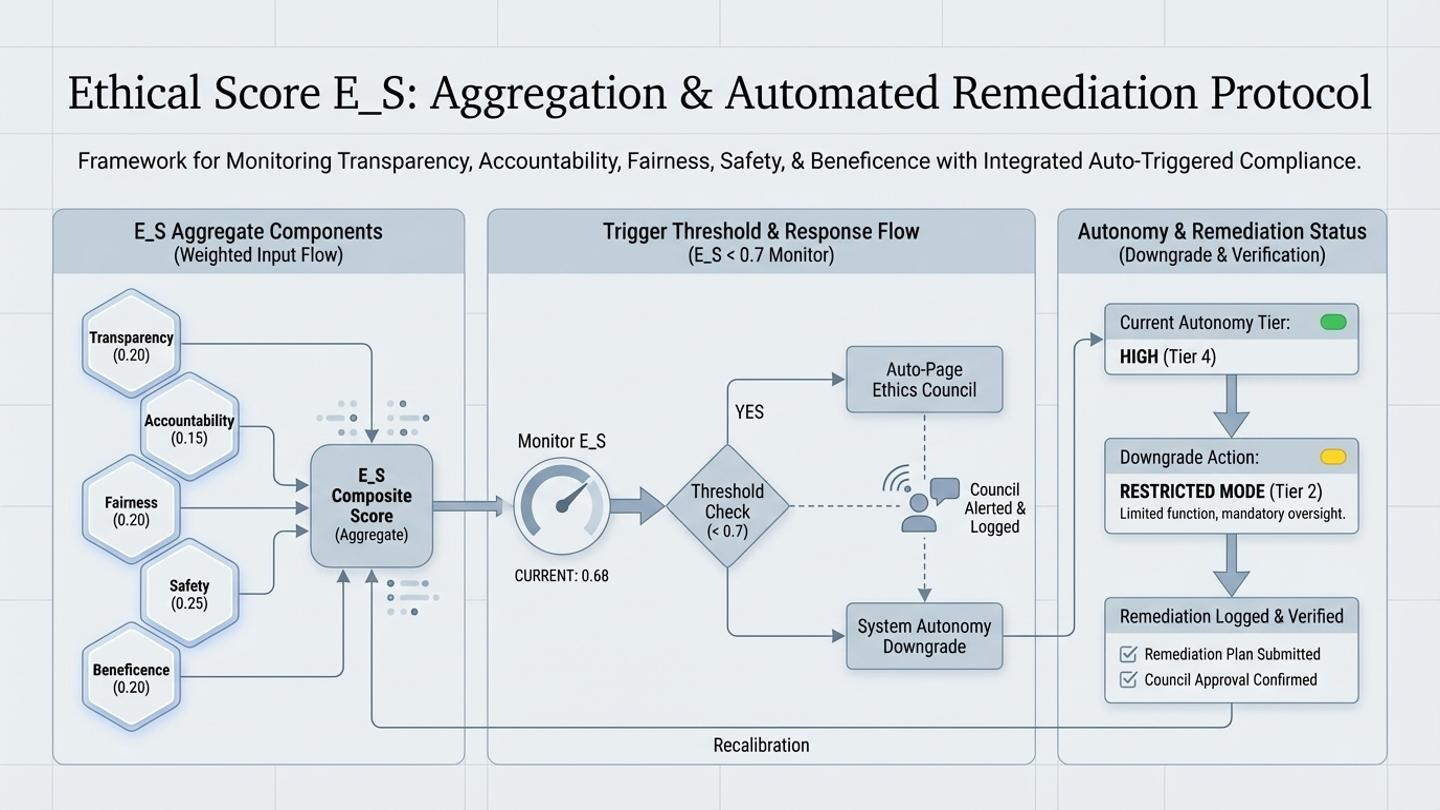 Ethical Score E_S: Aggregation & Automated Remediation Protocol
Framework for Monitoring Transparency, Accountability, Fairness, Safety, & Beneficence with Integrated Auto-Triggered Compliance.
E_S Aggregate Components
(Weighted Input Flow)
Transparency
(0.20)
Accountability
(0.15)
Fairness
(0.20)
Safety
(0.25)
Beneficence
(0.20)
E_S
Composite
Score
(Aggregate)
Trigger Threshold & Response Flow
(E_S < 0.7 Monitor)
Monitor E_S
CURRENT: 0.68
Threshold
Check
(< 0.7)
YES
Auto-Page
Ethics Council
Council
Alerted &
Logged
System Autonomy
Downgrade
Autonomy & Remediation Status
(Downgrade & Verification)
Current Autonomy Tier:
HIGH (Tier 4)
Downgrade Action:
RESTRICTED MODE (Tier 2)
Limited function, mandatory oversight.
Remediation Logged & Verified
Remediation Plan Submitted
Council Approval Confirmed
Recalibration